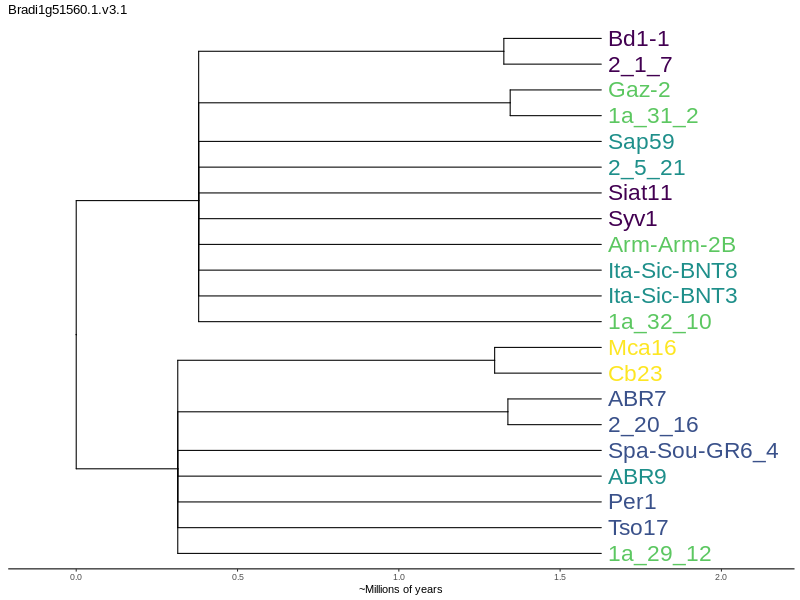 Bradi1g51560.1.v3.1
Bd1-1
2_1_7
Gaz-2
1a_31_2
Sap59
2_5_21
Siat11
Syv1
Arm-Arm-2B
Ita-Sic-BNT8
Ita-Sic-BNT3
1a_32_10
Mca16
Cb23
ABR7
2_20_16
Spa-Sou-GR6_4
ABR9
Per1
Tso17
1a_29_12
0.0 0.5 1.0 1.5 2.0
~Millions of years